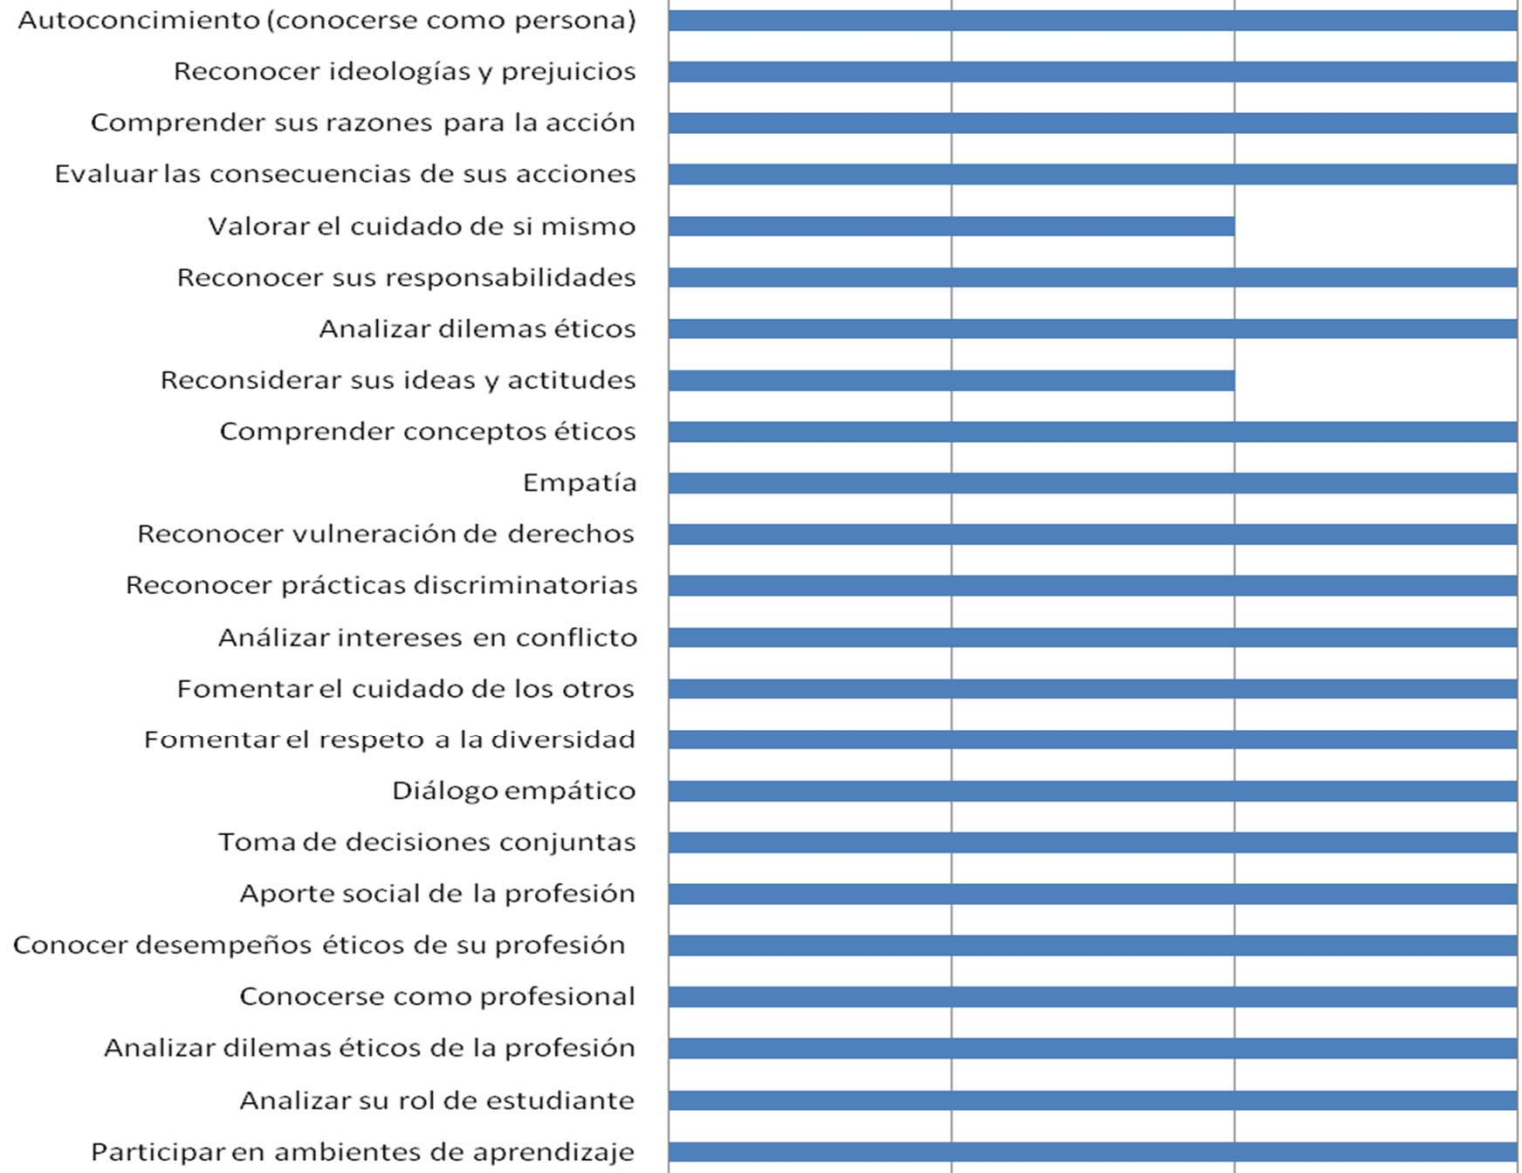 Autoconcimiento (conocerse como persona)
Reconocer ideologías y prejuicios
Comprender sus razones para la acción
Evaluar las consecuencias de sus acciones
Valorar el cuidado de si mismo
Reconocer sus responsabilidades
Analizar dilemas éticos
Reconsiderar sus ideas y actitudes
Comprender conceptos éticos
Empatía
Reconocer vulneración de derechos
Reconocer prácticas discriminatorias
Análizar intereses en conflicto
Fomentar el cuidado de los otros
Fomentar el respeto a la diversidad
Diálogo empático
Toma de decisiones conjuntas
Aporte social de la profesión
Conocer desempeños éticos de su profesión
Conocerse como profesional
Analizar dilemas éticos de la profesión
Analizar su rol de estudiante
Participar en ambientes de aprendizaje